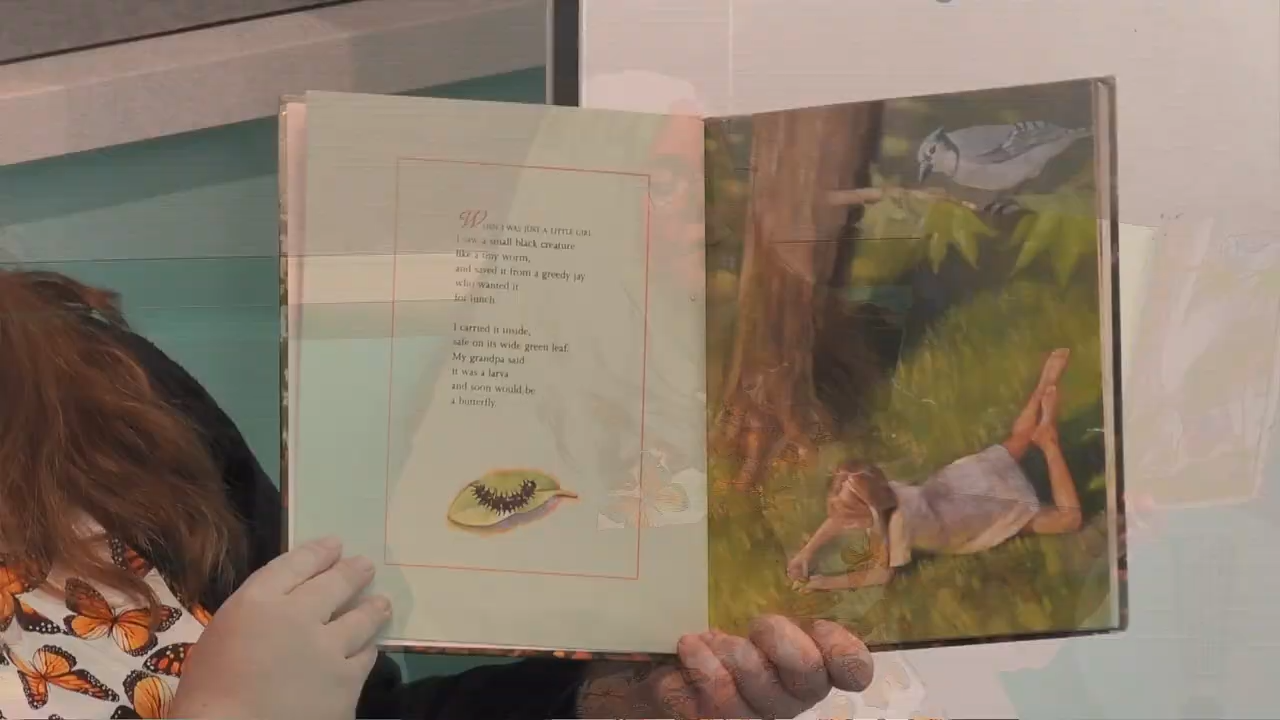 WHEN I WAS JUST A LITTLE GIRL
I saw a small black creature
like a tiny worm,
and saved it from a greedy jay
who wanted it
for lunch.
I carried it inside,
safe on its wide green leaf.
My grandpa said
it was a larva
and soon would be
a butterfly.